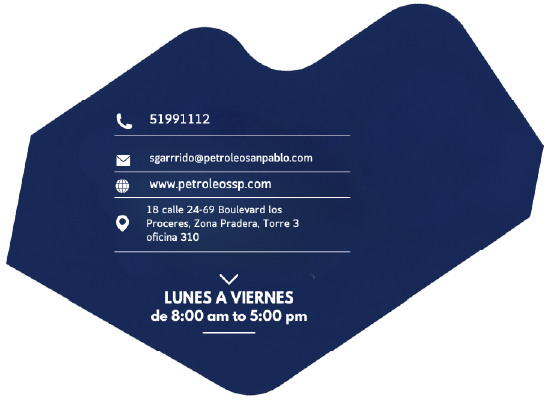 51991112
sgarrrido@petroleosanpablo.com
www.petroleossp.com
18 calle 24-69 Boulevard los
Proceres, Zona Pradera, Torre 3
oficina 310
LUNES A VIERNES
de 8:00 am to 5:00 pm